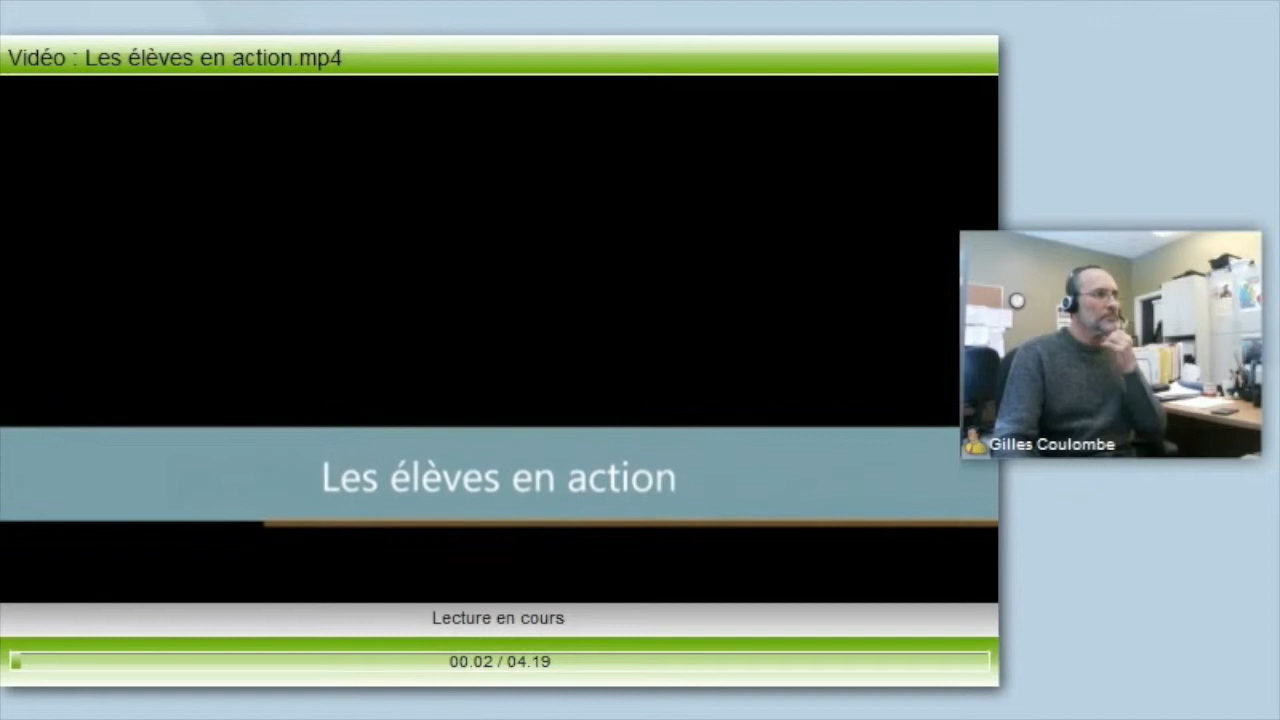 Vidéo : Les élèves en action.mp4
Gilles Coulombe
Les élèves en action
Lecture en cours
00.02 / 04.19